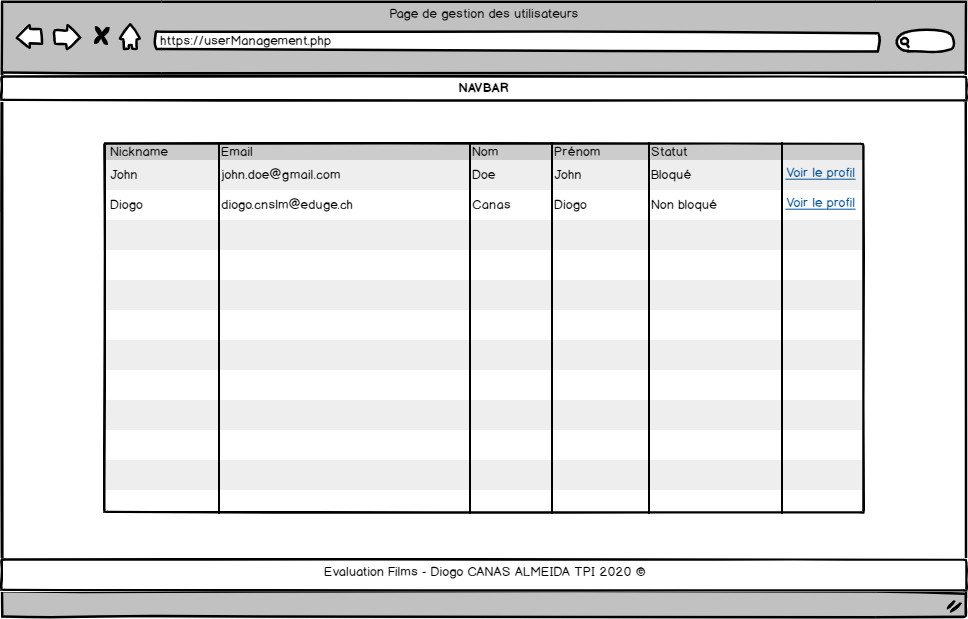 Page de gestion des utilisateurs
https://userManagement.php
NAVBAR
Nickname Email Nom Prénom Statut
John john.doe@gmail.com Doe John Bloqué Voir le profil
Diogo diogo.cnslm@eduge.ch Canas Diogo Non bloqué Voir le profil
Evaluation Films - Diogo CANAS ALMEIDA TPI 2020 ©